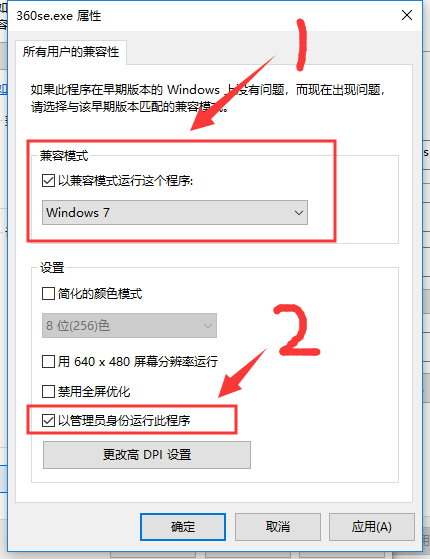 360se.exe 属性
所有用户的兼容性
1
如果此程序在早期版本的 Windows 上没有问题，而现在出现问题，
请选择与该早期版本匹配的兼容模式。
兼容模式
以兼容模式运行这个程序:
Windows 7
设置
简化的颜色模式
8 位(256)色
2
用 640 x 480 屏幕分辨率运行
禁用全屏优化
以管理员身份运行此程序
更改高 DPI 设置
确定
取消
应用(A)